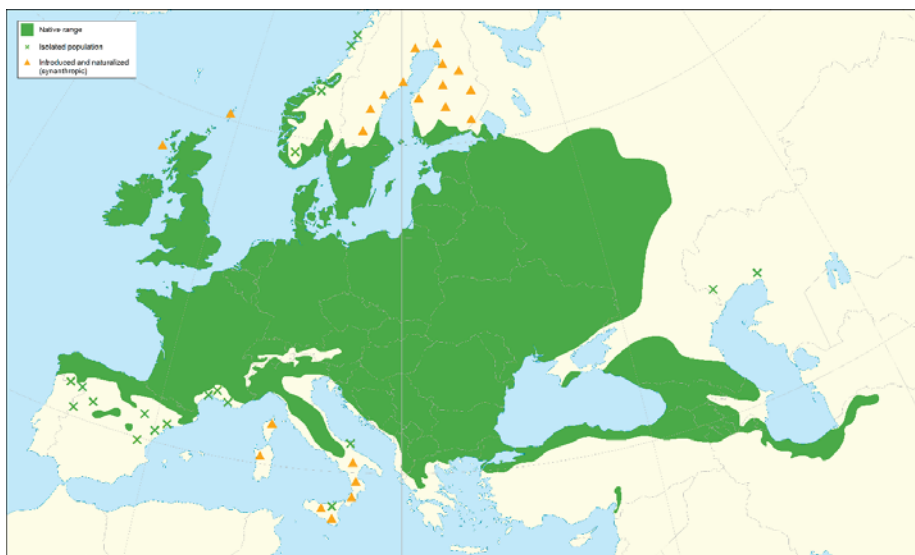 Native range
Isolated population
Introduced and naturalized
(synanthropic)